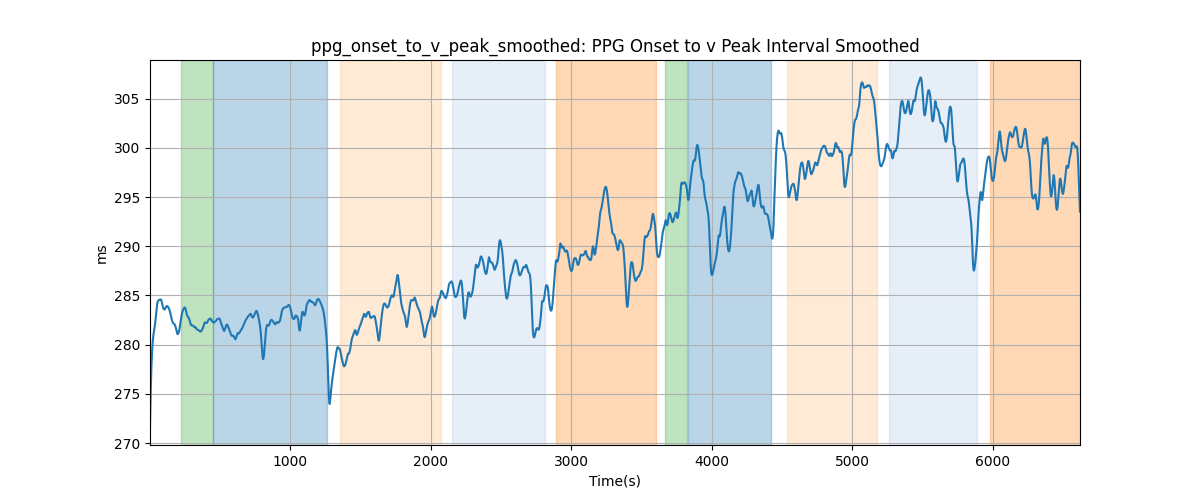 ppg_onset_to_v_peak_smoothed: PPG Onset to v Peak Interval Smoothed
305
300
295
290
285
280
275
270
ms
1000 2000 3000 4000 5000 6000
Time(s)